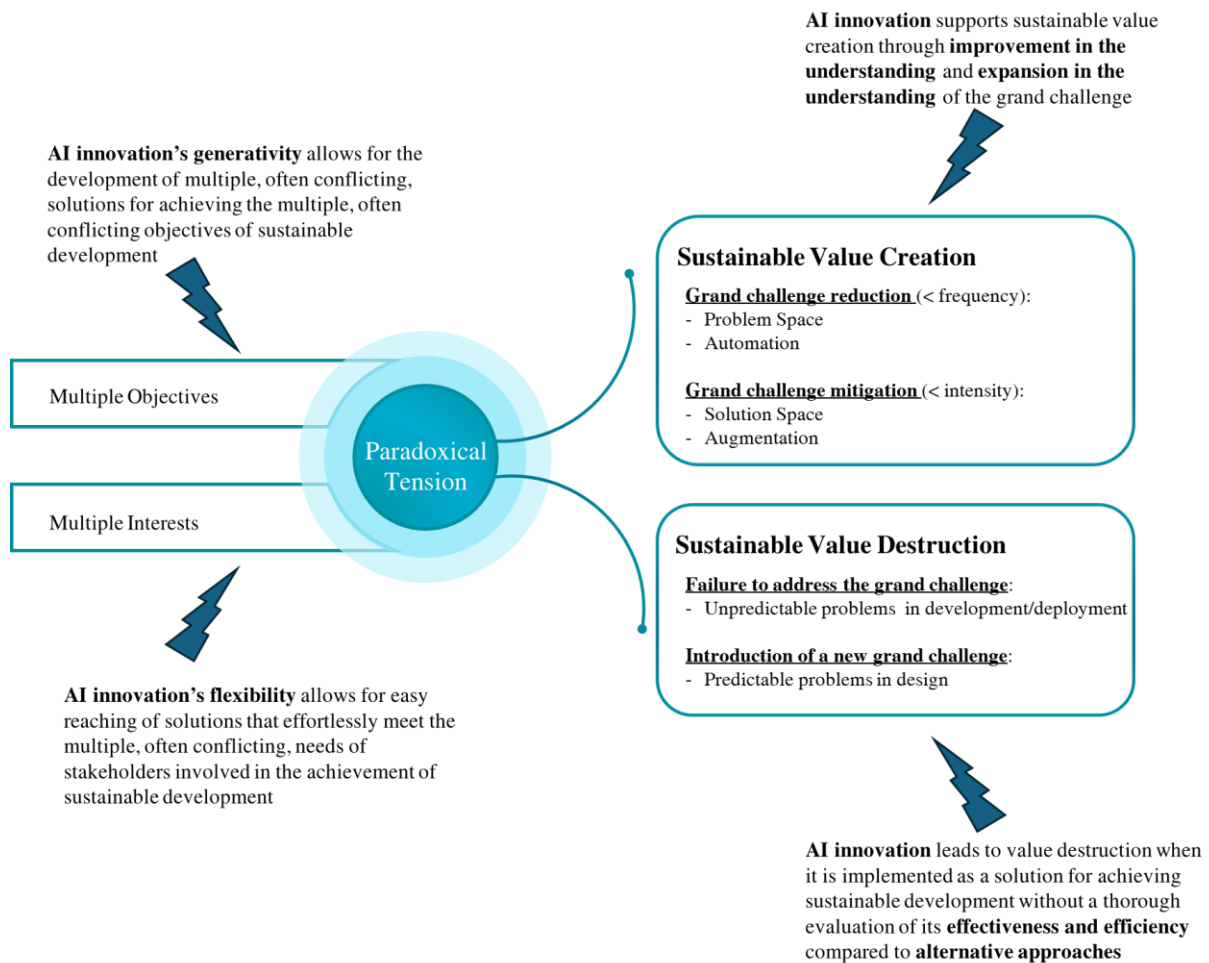 AI innovation supports sustainable value
creation through improvement in the
understanding and expansion in the
understanding of the grand challenge
AI innovation's generativity allows for the
development of multiple, often conflicting,
solutions for achieving the multiple, often
conflicting objectives of sustainable
development
Multiple Objectives
Multiple Interests
Paradoxical
Tension
Sustainable Value Creation
Grand challenge reduction (< frequency):
- Problem Space
- Automation
Grand challenge mitigation (< intensity):
- Solution Space
- Augmentation
Sustainable Value Destruction
Failure to address the grand challenge:
- Unpredictable problems in development/deployment
Introduction of a new grand challenge:
- Predictable problems in design
AI innovation's flexibility allows for easy
reaching of solutions that effortlessly meet the
multiple, often conflicting, needs of
stakeholders involved in the achievement of
sustainable development
AI innovation leads to value destruction when
it is implemented as a solution for achieving
sustainable development without a thorough
evaluation of its effectiveness and efficiency
compared to alternative approaches